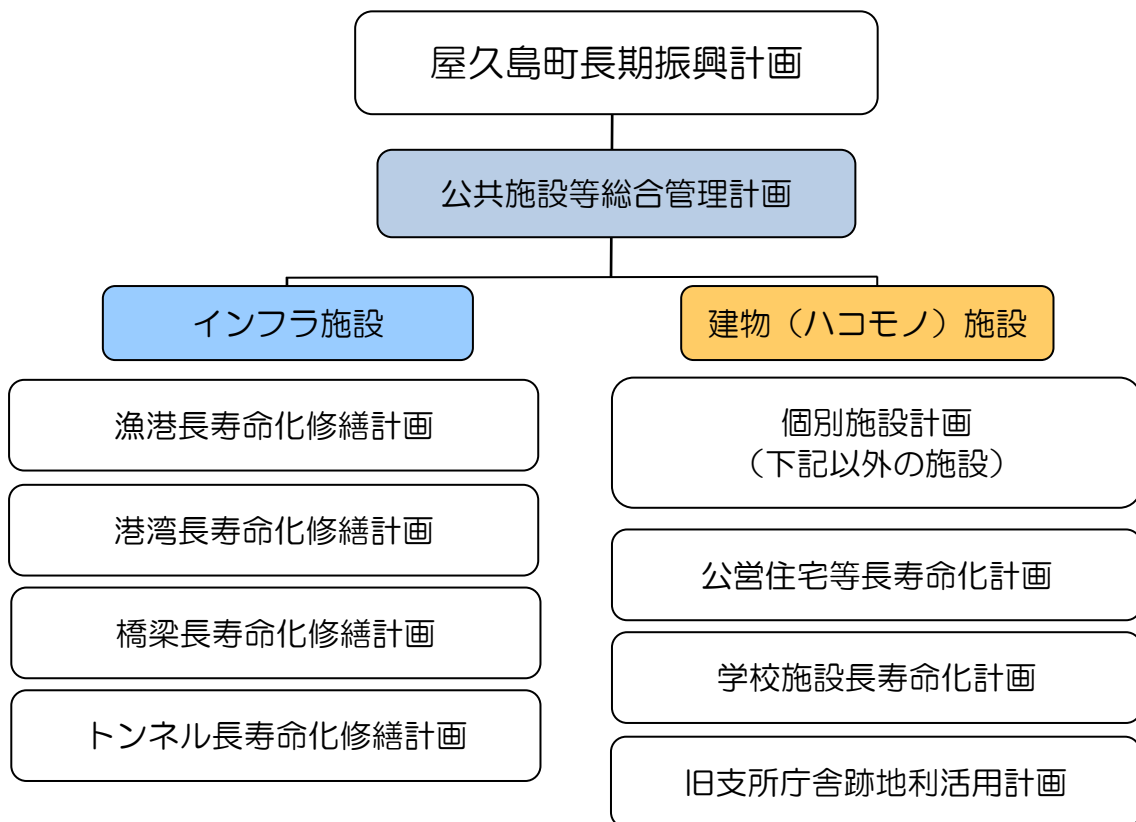 屋久島町長期振興計画
公共施設等総合管理計画
インフラ施設
漁港長寿命化修繕計画
港湾長寿命化修繕計画
橋梁長寿命化修繕計画
トンネル長寿命化修繕計画
建物（ハコモノ）施設
個別施設計画
（下記以外の施設）
公営住宅等長寿命化計画
学校施設長寿命化計画
旧支所庁舎跡地利活用計画